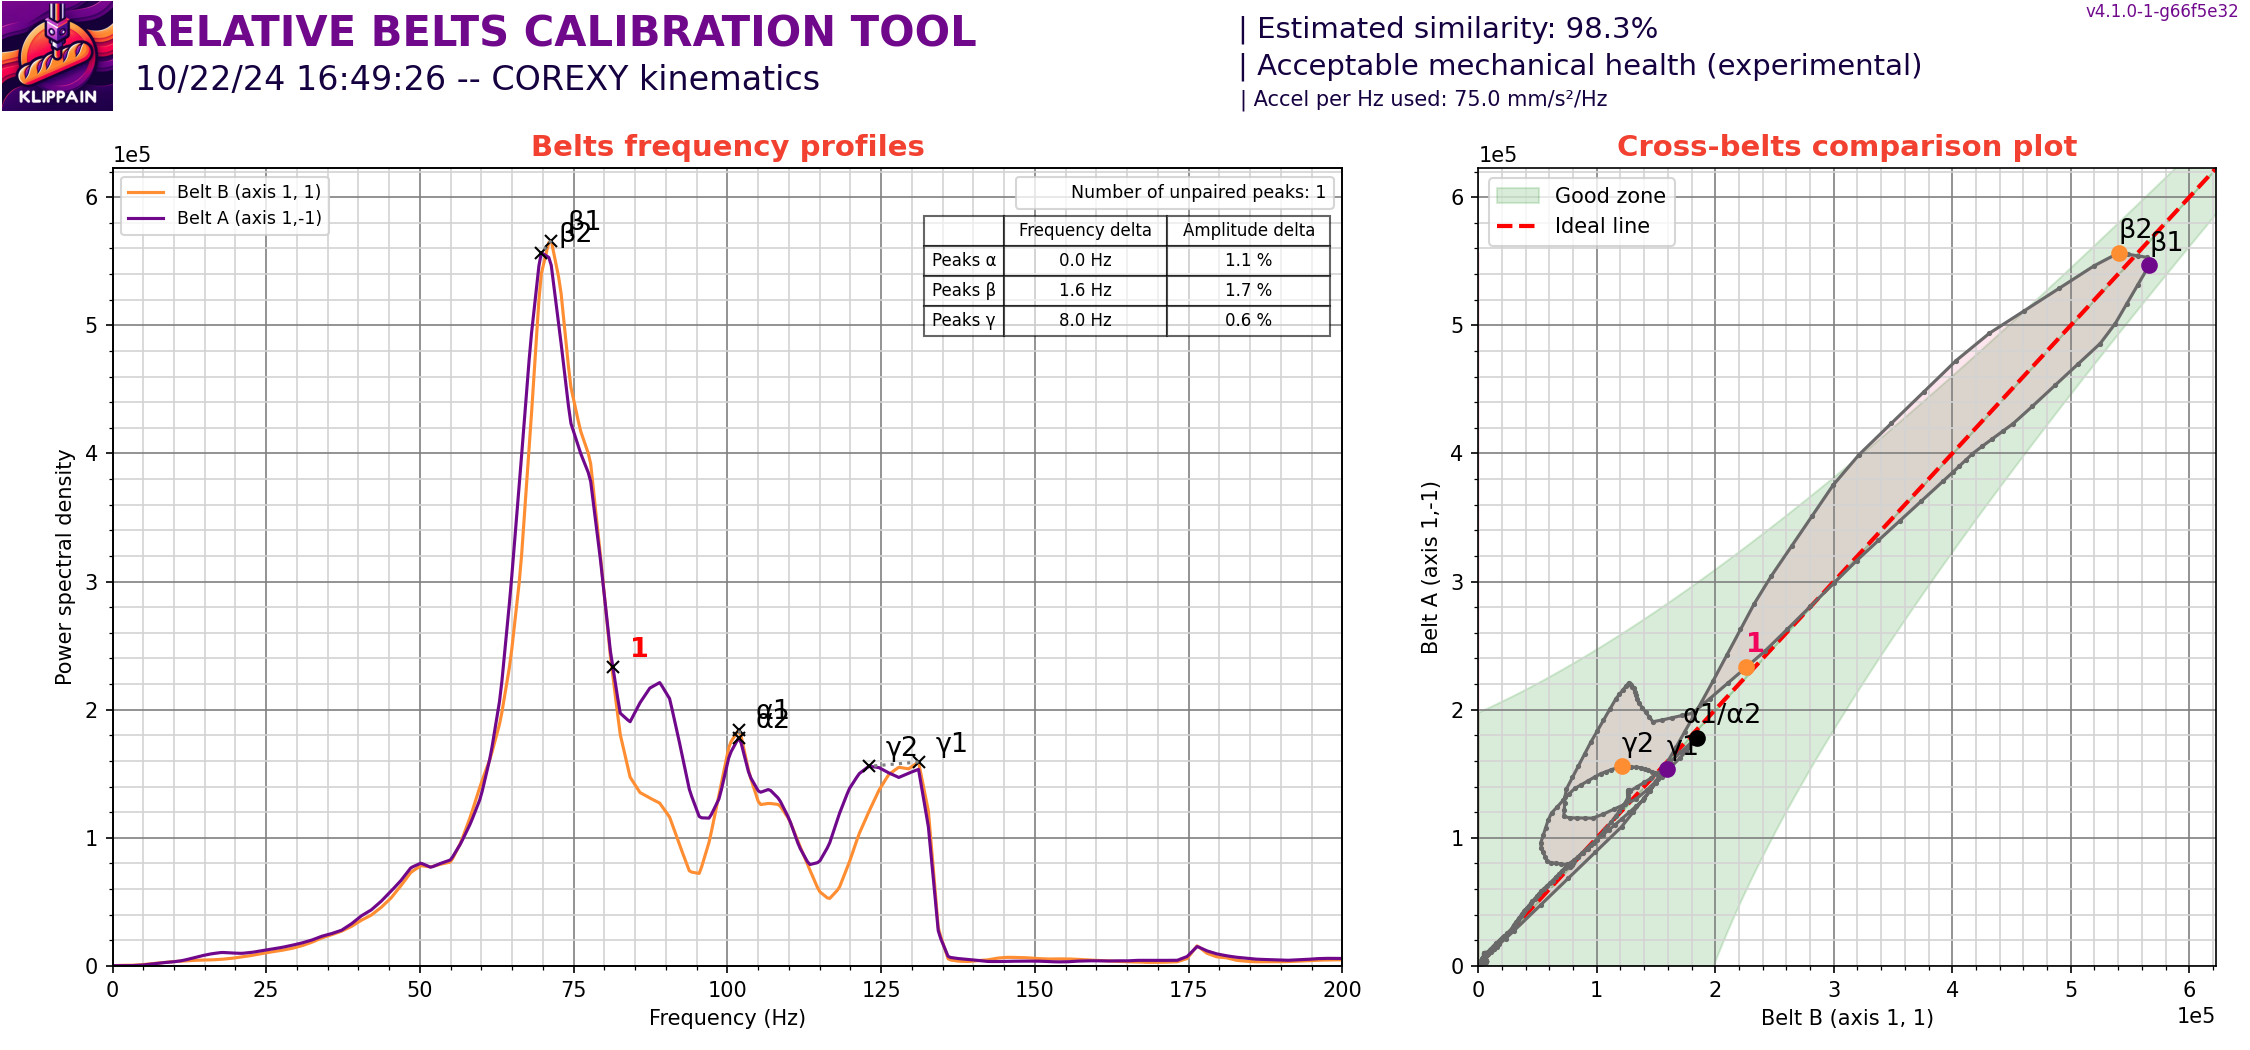 KLIPPAIN
RELATIVE BELTS CALIBRATION TOOL
10/22/24 16:49:26 -- COREXY kinematics
| Estimated similarity: 98.3%
| Acceptable mechanical health (experimental)
| Accel per Hz used: 75.0 mm/s²/Hz
v4.1.0-1-g66f5e32
Belts frequency profiles
1e5
Belt B (axis 1, 1)
Belt A (axis 1,-1)
Number of unpaired peaks: 1
Frequency delta Amplitude delta
Peaks α 0.0 Hz 1.1 %
Peaks β 1.6 Hz 1.7 %
Peaks γ 8.0 Hz 0.6 %
β1
β2
1
α1
α2
γ2
γ1
6
5
4
3
2
1
0
Power spectral density
0 25 50 75 100 125 150 175 200
Frequency (Hz)
Cross-belts comparison plot
1e5
Good zone
Ideal line
β2
β1
1
α1/α2
γ2
γ1
6
5
4
3
2
1
0
Belt A (axis 1,-1)
0 1 2 3 4 5 6
Belt B (axis 1, 1)
1e5